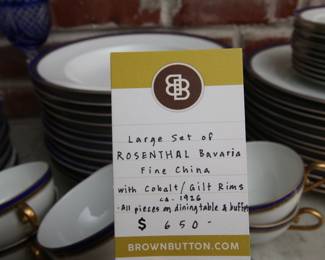 BB
Large Set of
ROSENTHAL Bavaria
Fine China
with Cobalt/Gilt Rims
ca. 1926
-All pieces on dining table & buffet
$ 650-
BROWNBUTTON.COM